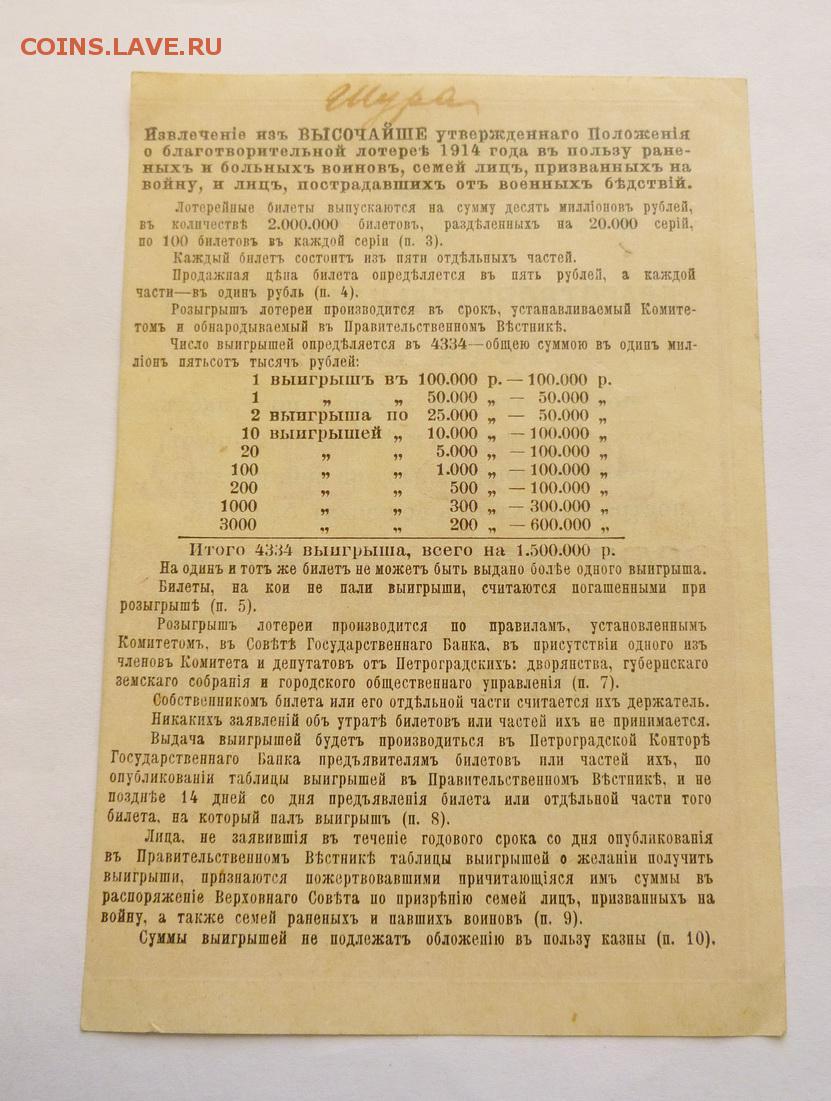 COINS.LAVE.RU
Шура
Извлеченіе изъ ВЫСОЧАЙШЕ утвержденнаго Положенія
о благотворительной лотереѣ 1914 года въ пользу ране-
ныхъ и больныхъ воиновъ, семей лицъ, призванныхъ на
войну, и лицъ, пострадавшихъ отъ военныхъ бѣдствій.
Лотерейные билеты выпускаются на сумму десять милліоновъ рублей,
въ количествѣ 2.000.000 билетовъ, раздѣленныхъ на 20.000 серій,
по 100 билетовъ въ каждой серіи (п. 3).
Каждый билетъ состоитъ изъ пяти отдѣльныхъ частей.
Продажная цѣна билета опредѣляется въ пять рублей, а каждой
части—въ одинъ рубль (п. 4).
Розыгрышъ лотереи производится въ срокъ, устанавливаемый Комите-
томъ и обнародываемый въ Правительственномъ Вѣстникѣ.
Число выигрышей опредѣляется въ 4334—общею суммою въ одинъ мил-
ліонъ пятьсотъ тысячъ рублей:
1 выигрышъ въ 100.000 р. — 100.000 р.
1 „ „ 50.000 „ — 50.000 „
2 выигрыша по 25.000 „ — 50.000 „
10 выигрышей „ 10.000 „ — 100.000 „
20 „ „ 5.000 „ — 100.000 „
100 „ „ 1.000 „ — 100.000 „
200 „ „ 500 „ — 100.000 „
1000 „ „ 300 „ — 300.000 „
3000 „ „ 200 „ — 600.000 „
Итого 4334 выигрыша, всего на 1.500.000 р.
На одинъ и тотъ же билетъ не можетъ быть выдано болѣе одного выигрыша.
Билеты, на кои не пали выигрыши, считаются погашенными при
розыгрышѣ (п. 5).
Розыгрышъ лотереи производится по правиламъ, установленнымъ
Комитетомъ, въ Совѣтѣ Государственнаго Банка, въ присутствіи одного изъ
членовъ Комитета и депутатовъ отъ Петроградскихъ: дворянства, губернскаго
земскаго собранія и городского общественнаго управленія (п. 7).
Собственникомъ билета или его отдѣльной части считается ихъ держатель.
Никакихъ заявленій объ утратѣ билетовъ или частей ихъ не принимается.
Выдача выигрышей будетъ производиться въ Петроградской Конторѣ
Государственнаго Банка предъявителямъ билетовъ или частей ихъ, по
опубликованіи таблицы выигрышей въ Правительственномъ Вѣстникѣ, и не
позднѣе 14 дней со дня предъявленія билета или отдѣльной части того
билета, на который палъ выигрышъ (п. 8).
Лица, не заявившія въ теченіе годового срока со дня опубликованія
въ Правительственномъ Вѣстникѣ таблицы выигрышей о желаніи получить
выигрыши, признаются пожертвовавшими причитающіяся имъ суммы въ
распоряженіе Верховнаго Совѣта по призрѣнію семей лицъ, призванныхъ на
войну, а также семей раненыхъ и павшихъ воиновъ (п. 9).
Суммы выигрышей не подлежатъ обложенію въ пользу казны (п. 10).